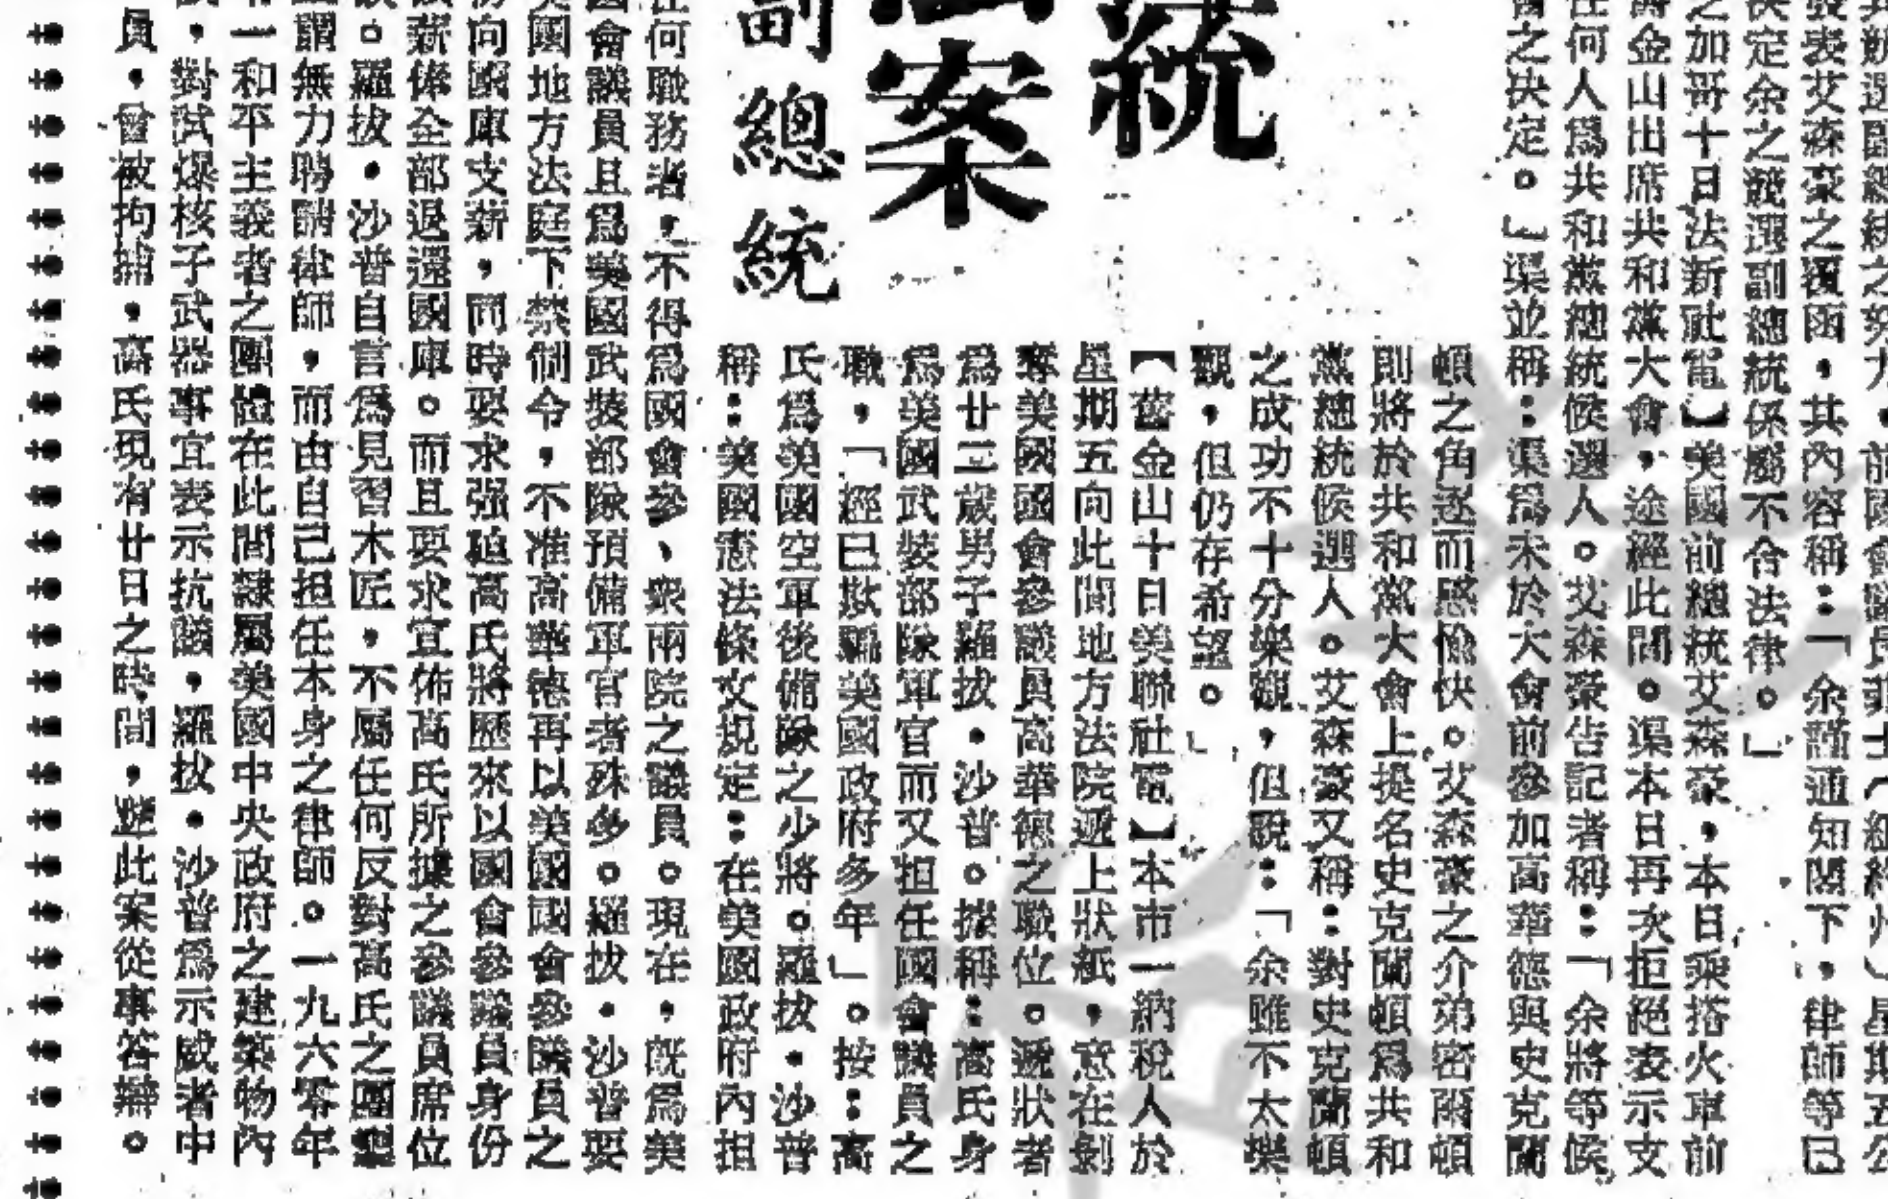 統
案
副總統
發表艾森豪之覆函，其內容稱：「余謹通知閣下，律師等已
決定余之競選副總統係屬不合法律。」
之加哥十日法新社電】美國前總統艾森豪，本日乘搭火車前
金山出席共和黨大會，途經此間。渠本日再次拒絕表示支
任何人爲共和黨總統候選人。艾森豪告記者稱：「余將等候
會之决定。」渠並稱：渠爲未於大會前參加高華德與史克蘭
頓之角逐而感愉快。艾森豪之介弟密爾頓
則將於共和黨大會上提名史克蘭頓爲共和
黨總統候選人。艾森豪又稱：對史克蘭頓
之成功不十分樂觀，但說：「余雖不太樂
觀，但仍存希望。」
【舊金山十日美聯社電】本市一納稅人於
星期五向此間地方法院遞上狀紙，意在剝
奪美國國會參議員高華德之職位。遞狀者
爲廿三歲男子羅拔・沙普。據稱：高氏身
爲美國武裝部隊軍官而又担任國會議員之
職，「經已欺騙美國政府多年」。按：高
氏爲美國空軍後備隊之少將。羅拔・沙普
稱：美國憲法條文規定：在美國政府內担
任何職務者，不得爲國會參、衆兩院之議員。現在，旣爲美
國會議員且爲美國武裝部隊預備軍官者殊多。羅拔・沙普要
美國地方法庭下禁制令，不准高華德再以美國國會參議員之
份向國庫支薪，同時要求强迫高氏將歷來以國會參議員身份
薪俸全部退還國庫。而且要求宣佈高氏所據之參議員席位
。羅拔・沙普自言爲見習木匠，不屬任何反對高氏之團體
謂無力聘請律師，而由自己担任本身之律師。一九六零年
一和平主義者之團體在此間隸屬美國中央政府之建築物內
，對試爆核子武器事宜表示抗議，羅拔・沙普爲示威者中
員，曾被拘捕，高氏現有廿日之時間，對此案從事答辯。